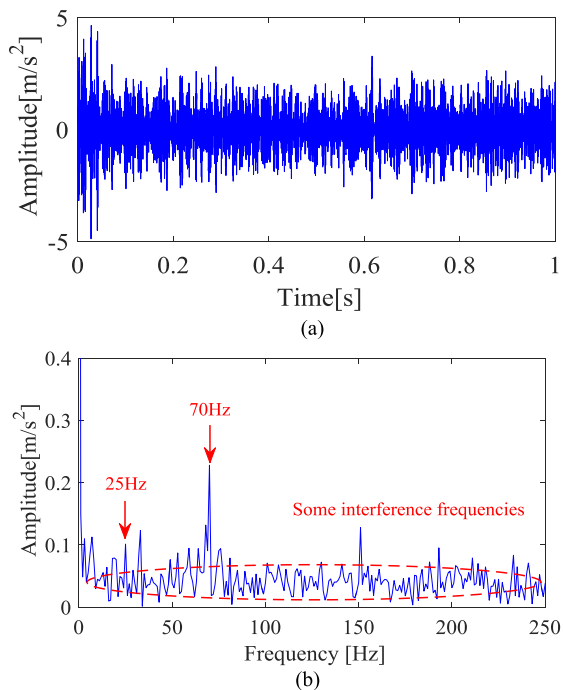 5
0
-5
Amplitude[m/s²]
0 0.2 0.4 0.6 0.8 1
Time[s]
(a)
0.4
0.3
0.2
0.1
0
Amplitude[m/s²]
70Hz
25Hz
Some interference frequencies
0 50 100 150 200 250
Frequency [Hz]
(b)